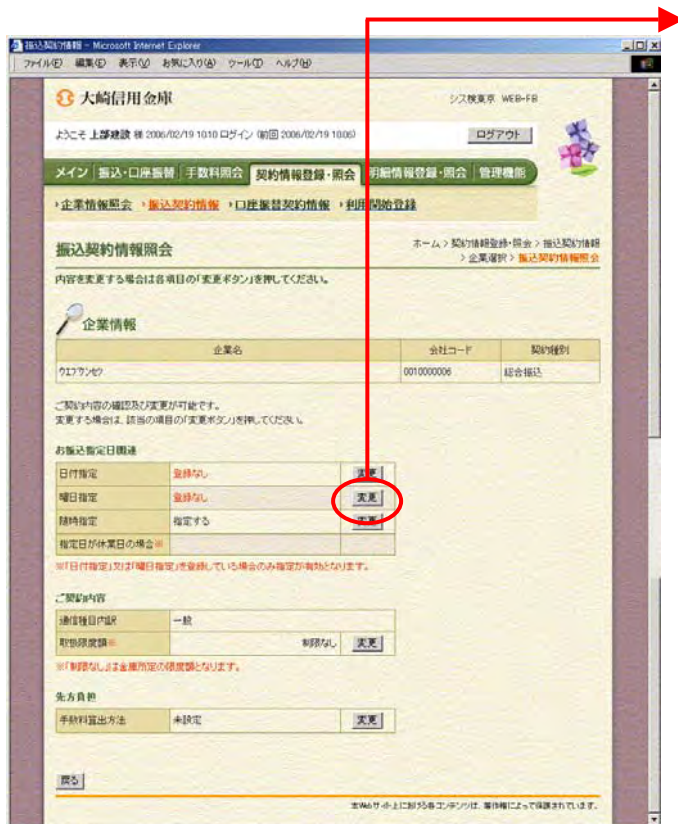 振込契約情報 - Microsoft Internet Explorer
ファイル(F) 編集(E) 表示(V) お気に入り(A) ツール(T) ヘルプ(H)
大崎信用金庫
シス検東京 WEB-FB
ようこそ 上部建設 様 2006/02/19 1010 ログイン (前回 2006/02/19 1006)
ログアウト
メイン 振込・口座振替 手数料照会 契約情報登録・照会 明細情報登録・照会 管理機能
企業情報照会 振込契約情報 口座振替契約情報 利用開始登録
振込契約情報照会
ホーム > 契約情報登録・照会 > 振込契約情報
> 企業選択 > 振込契約情報照会
内容を変更する場合は各項目の「変更ボタン」を押してください。
企業情報
企業名 会社コード 契約種別
0010000006 総合振込
ご契約内容の確認及び変更が可能です。
変更する場合は、該当の項目の「変更ボタン」を押してください。
お振込指定日関連
日付指定 登録なし 変更
曜日指定 登録なし 変更
随時指定 指定する 変更
指定日が休業日の場合※
※「日付指定」又は「曜日指定」を登録している場合のみ指定が有効となります。
ご契約内容
通信種目内訳 一般
取扱限度額※ 制限なし 変更
※「制限なし」は金庫所定の限度額となります。
先方負担
手数料算出方法 未設定 変更
戻る
本Webサイト上における各コンテンツは、著作権によって保護されています。